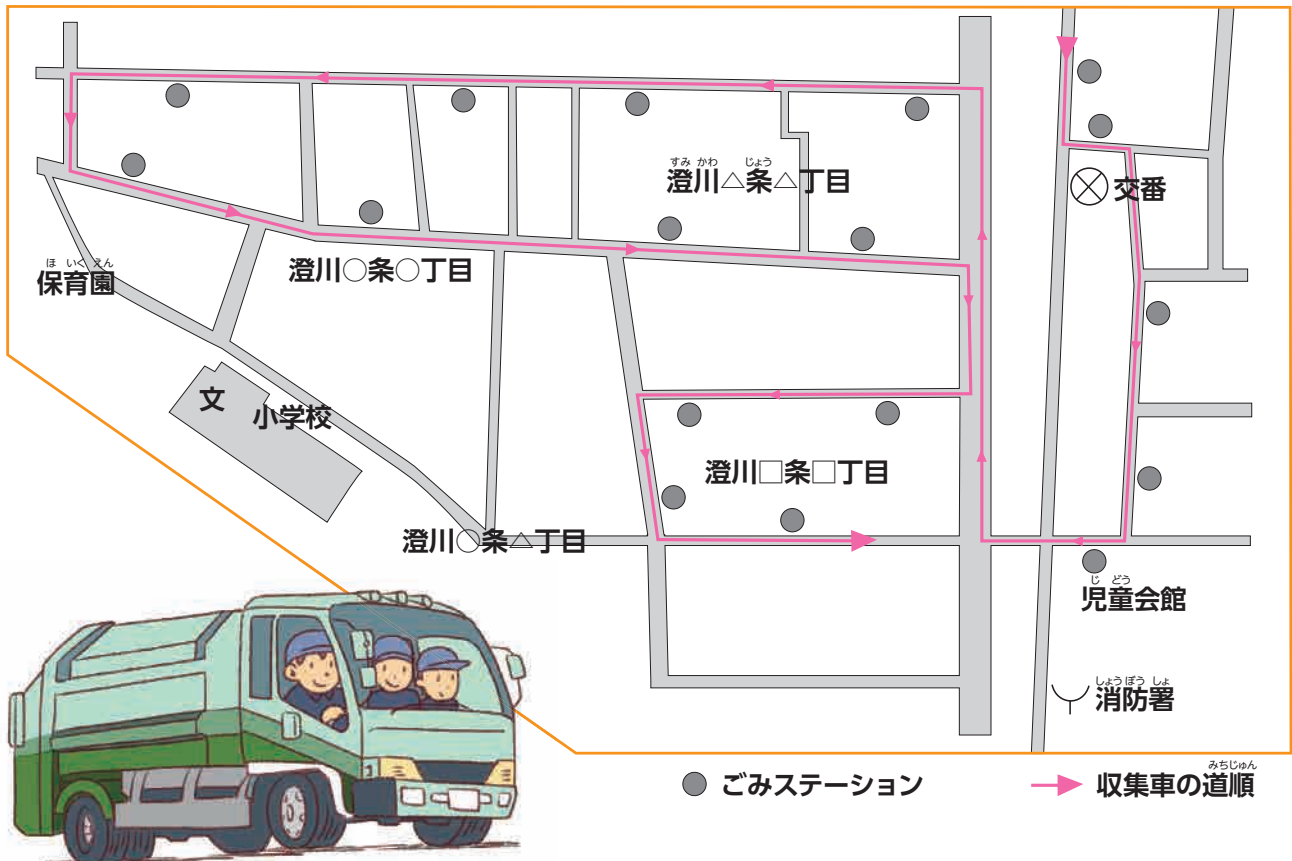 すみかわ じょう
澄川△条△丁目
交番
ほいくえん
保育園
澄川○条○丁目
文
小学校
澄川□条□丁目
澄川○条△丁目
じどう
児童会館
しょうぼうしょ
消防署
ごみステーション
みちじゅん
収集車の道順